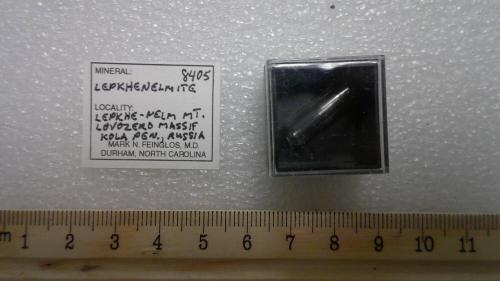 MINERAL: 8405
LEPKHENELMITE
LOCALITY:
LEPKHE-NELM MT.
LOVOZERO MASSIF
KOLA PEN., RUSSIA
MARK N. FEINGLOS, M.D.
DURHAM, NORTH CAROLINA
m 1 2 3 4 5 6 7 8 9 10 11